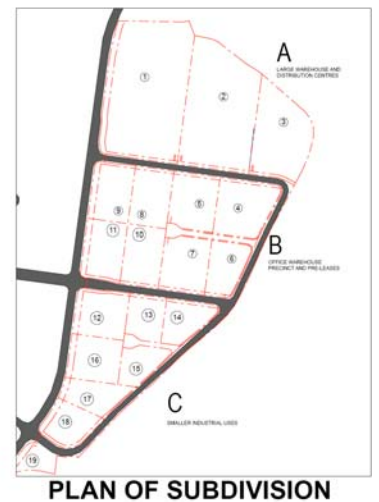 A
LARGE WAREHOUSE AND
DISTRIBUTION CENTRES
1
2
3
9
8
5
4
11
10
7
6
B
OFFICE WAREHOUSE
PRECINCT AND PRE-LEASES
12
13
14
16
15
17
C
SMALLER INDUSTRIAL USES
18
19
PLAN OF SUBDIVISION